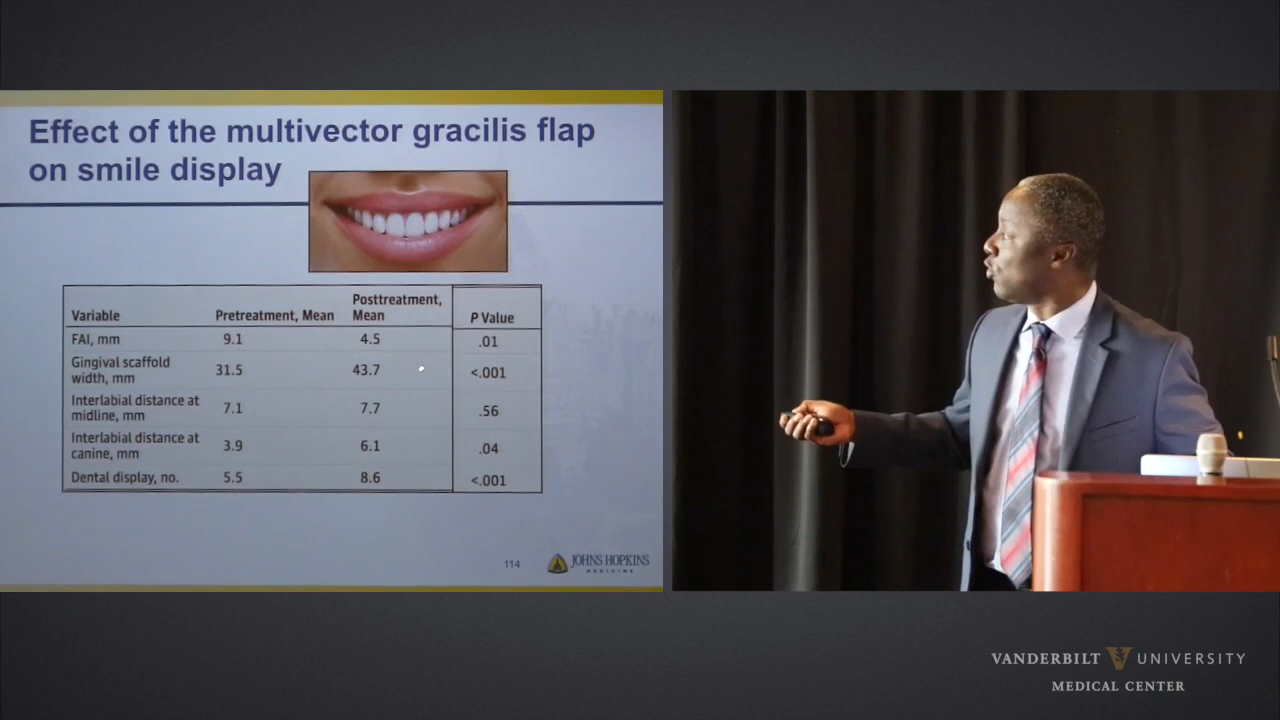 Effect of the multivector gracilis flap
on smile display
Variable Pretreatment, Mean Posttreatment, Mean P Value
FAI, mm 9.1 4.5 .01
Gingival scaffold width, mm 31.5 43.7 <.001
Interlabial distance at midline, mm 7.1 7.7 .56
Interlabial distance at canine, mm 3.9 6.1 .04
Dental display, no. 5.5 8.6 <.001
114
JOHNS HOPKINS
MEDICINE
VANDERBILT UNIVERSITY
MEDICAL CENTER